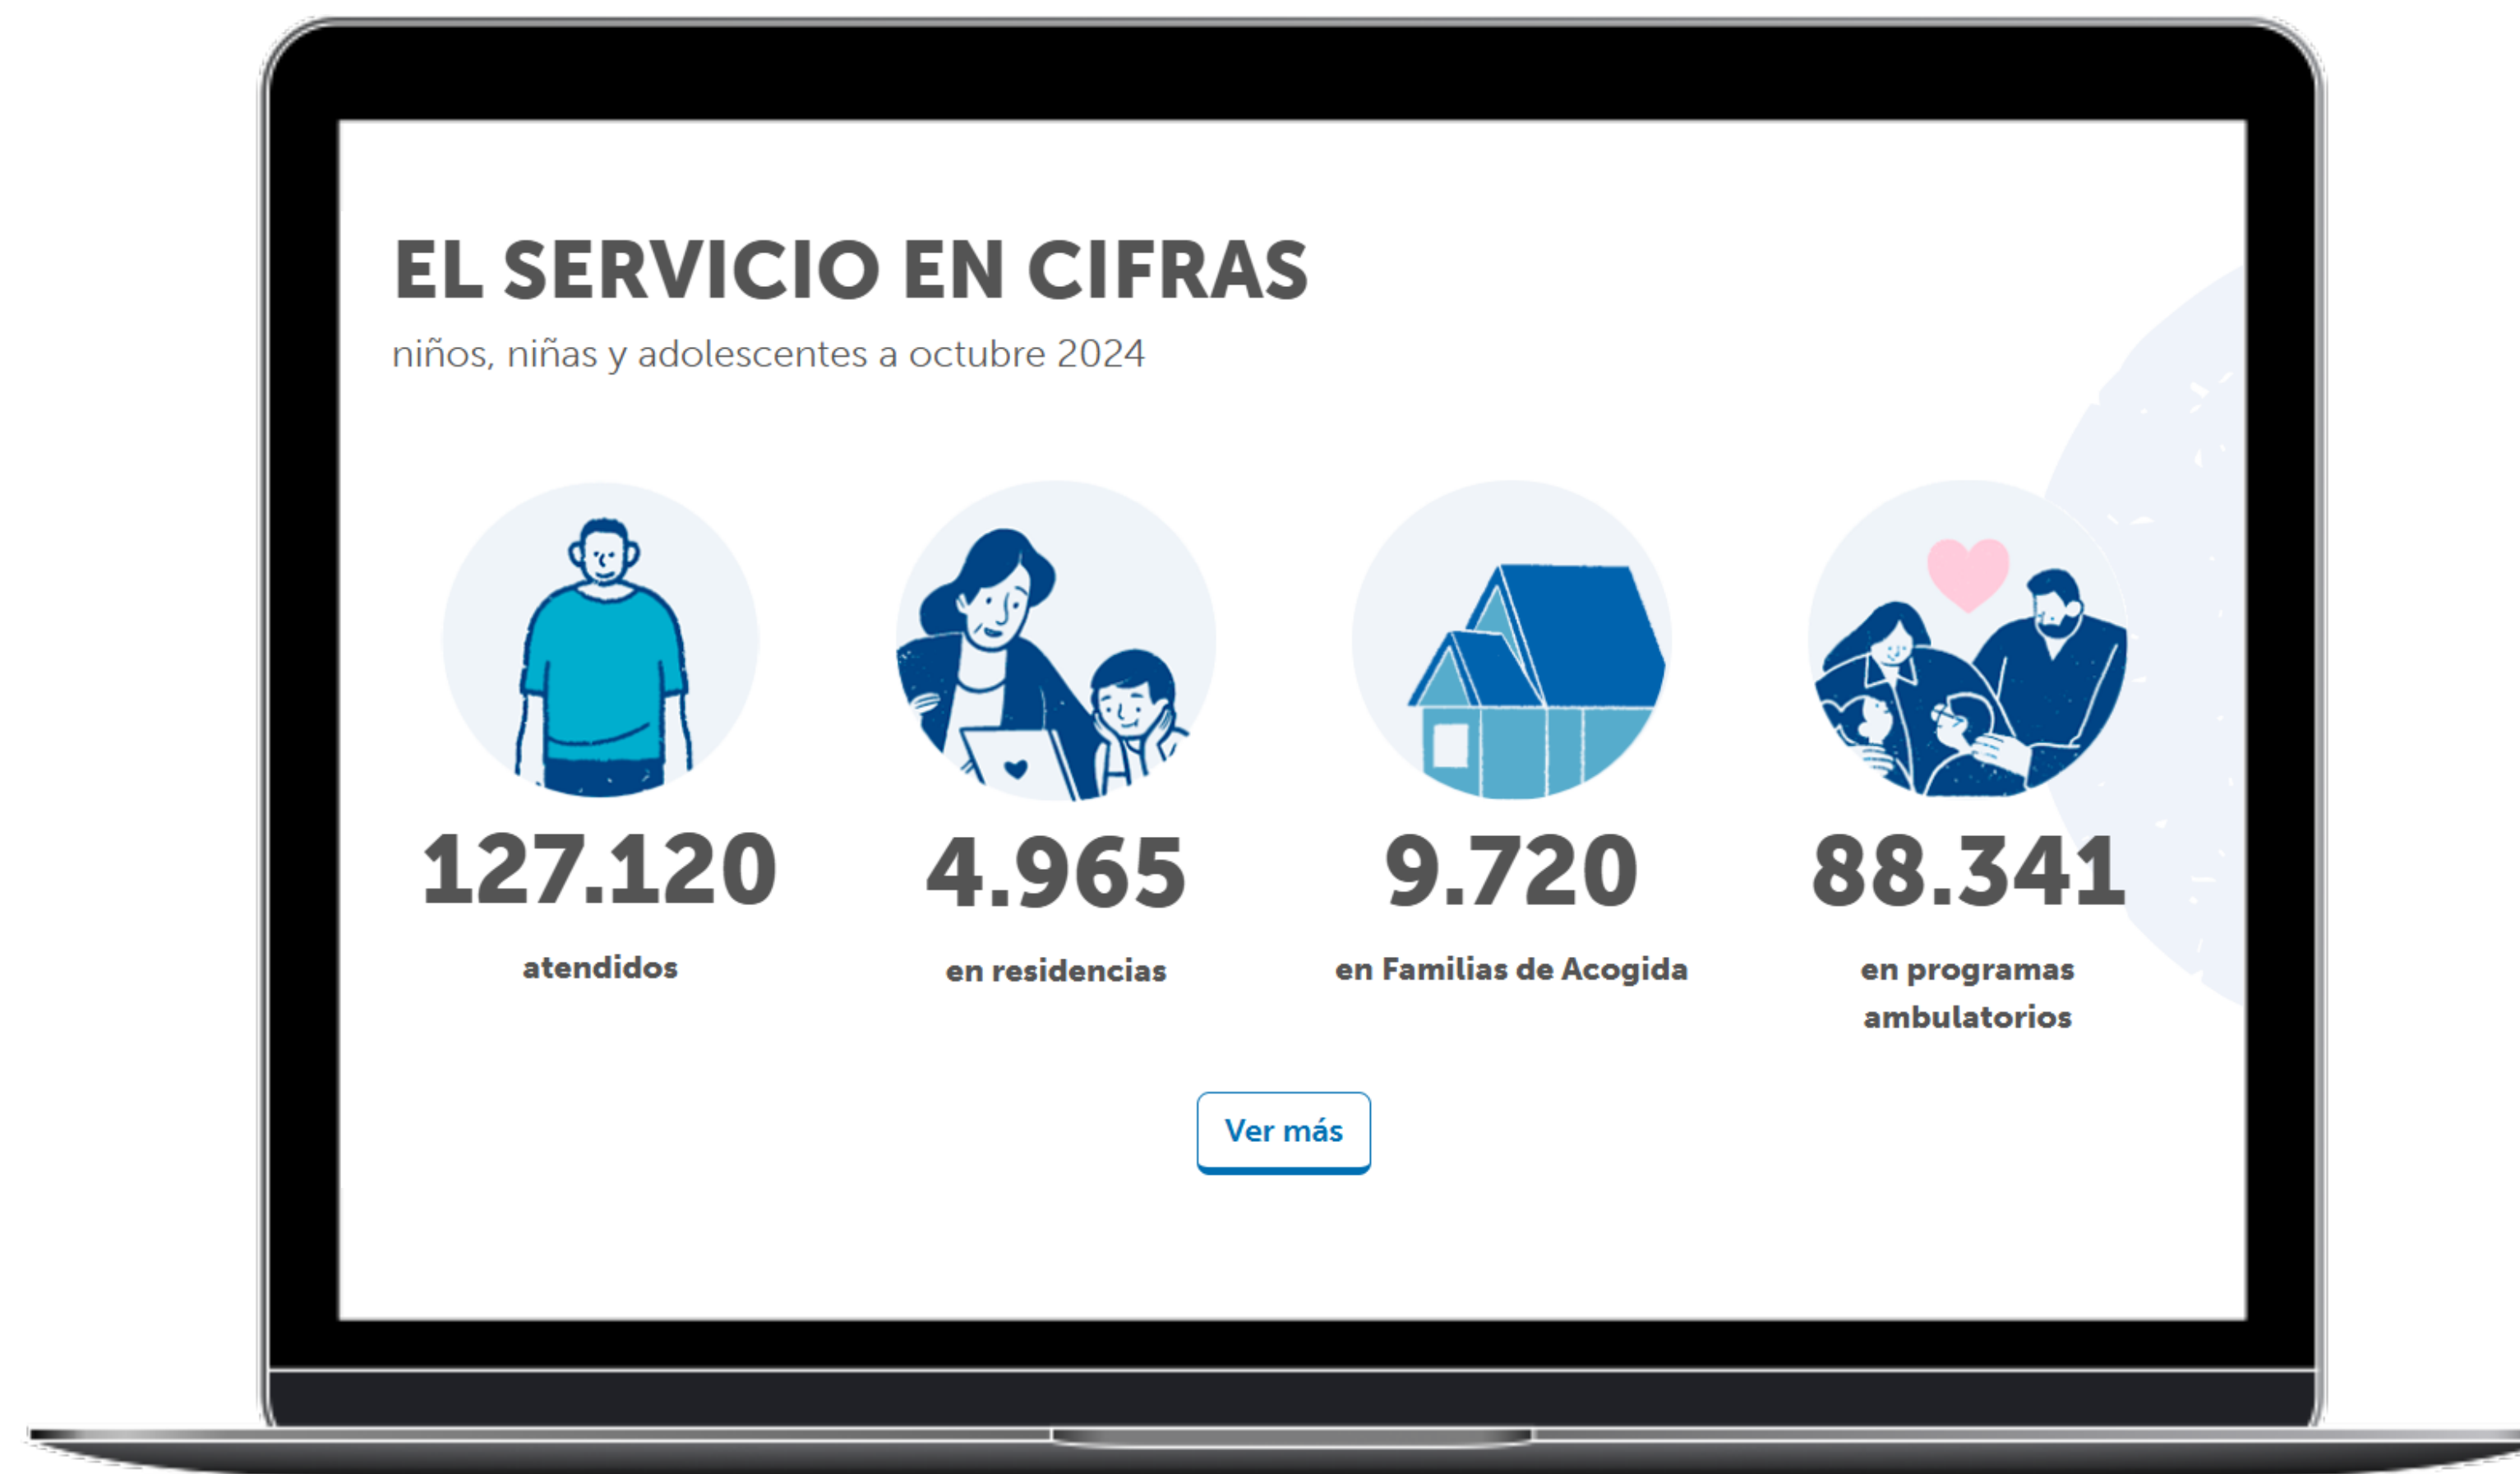 EL SERVICIO EN CIFRAS
niños, niñas y adolescentes a octubre 2024
127.120
atendidos
4.965
en residencias
9.720
en Familias de Acogida
88.341
en programas
ambulatorios
Ver más